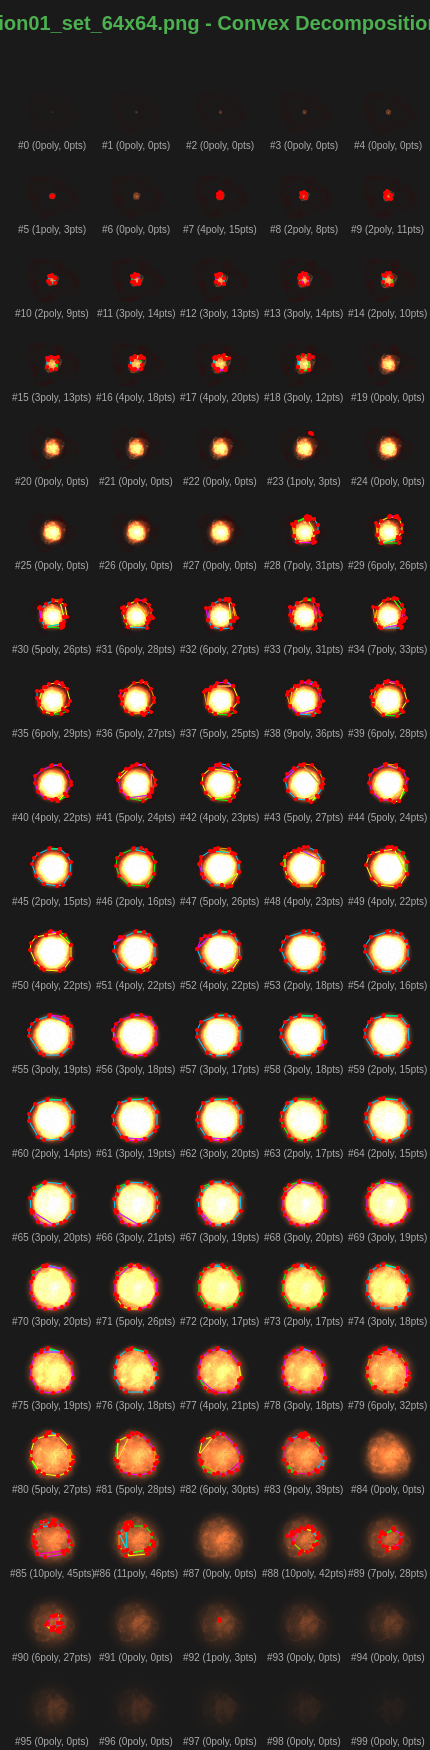 ion01_set_64x64.png - Convex Decomposition
#0 (0poly, 0pts) #1 (0poly, 0pts) #2 (0poly, 0pts) #3 (0poly, 0pts) #4 (0poly, 0pts)
#5 (1poly, 3pts) #6 (0poly, 0pts) #7 (4poly, 15pts) #8 (2poly, 8pts) #9 (2poly, 11pts)
#10 (2poly, 9pts) #11 (3poly, 14pts) #12 (3poly, 13pts) #13 (3poly, 14pts) #14 (2poly, 10pts)
#15 (3poly, 13pts) #16 (4poly, 18pts) #17 (4poly, 20pts) #18 (3poly, 12pts) #19 (0poly, 0pts)
#20 (0poly, 0pts) #21 (0poly, 0pts) #22 (0poly, 0pts) #23 (1poly, 3pts) #24 (0poly, 0pts)
#25 (0poly, 0pts) #26 (0poly, 0pts) #27 (0poly, 0pts) #28 (7poly, 31pts) #29 (6poly, 26pts)
#30 (5poly, 26pts) #31 (6poly, 28pts) #32 (6poly, 27pts) #33 (7poly, 31pts) #34 (7poly, 33pts)
#35 (6poly, 29pts) #36 (5poly, 27pts) #37 (5poly, 25pts) #38 (9poly, 36pts) #39 (6poly, 28pts)
#40 (4poly, 22pts) #41 (5poly, 24pts) #42 (4poly, 23pts) #43 (5poly, 27pts) #44 (5poly, 24pts)
#45 (2poly, 15pts) #46 (2poly, 16pts) #47 (5poly, 26pts) #48 (4poly, 23pts) #49 (4poly, 22pts)
#50 (4poly, 22pts) #51 (4poly, 22pts) #52 (4poly, 22pts) #53 (2poly, 18pts) #54 (2poly, 16pts)
#55 (3poly, 19pts) #56 (3poly, 18pts) #57 (3poly, 17pts) #58 (3poly, 18pts) #59 (2poly, 15pts)
#60 (2poly, 14pts) #61 (3poly, 19pts) #62 (3poly, 20pts) #63 (2poly, 17pts) #64 (2poly, 15pts)
#65 (3poly, 20pts) #66 (3poly, 21pts) #67 (3poly, 19pts) #68 (3poly, 20pts) #69 (3poly, 19pts)
#70 (3poly, 20pts) #71 (5poly, 26pts) #72 (2poly, 17pts) #73 (2poly, 17pts) #74 (3poly, 18pts)
#75 (3poly, 19pts) #76 (3poly, 18pts) #77 (4poly, 21pts) #78 (3poly, 18pts) #79 (6poly, 32pts)
#80 (5poly, 27pts) #81 (5poly, 28pts) #82 (6poly, 30pts) #83 (9poly, 39pts) #84 (0poly, 0pts)
#85 (10poly, 45pts) #86 (11poly, 46pts) #87 (0poly, 0pts) #88 (10poly, 42pts) #89 (7poly, 28pts)
#90 (6poly, 27pts) #91 (0poly, 0pts) #92 (1poly, 3pts) #93 (0poly, 0pts) #94 (0poly, 0pts)
#95 (0poly, 0pts) #96 (0poly, 0pts) #97 (0poly, 0pts) #98 (0poly, 0pts) #99 (0poly, 0pts)